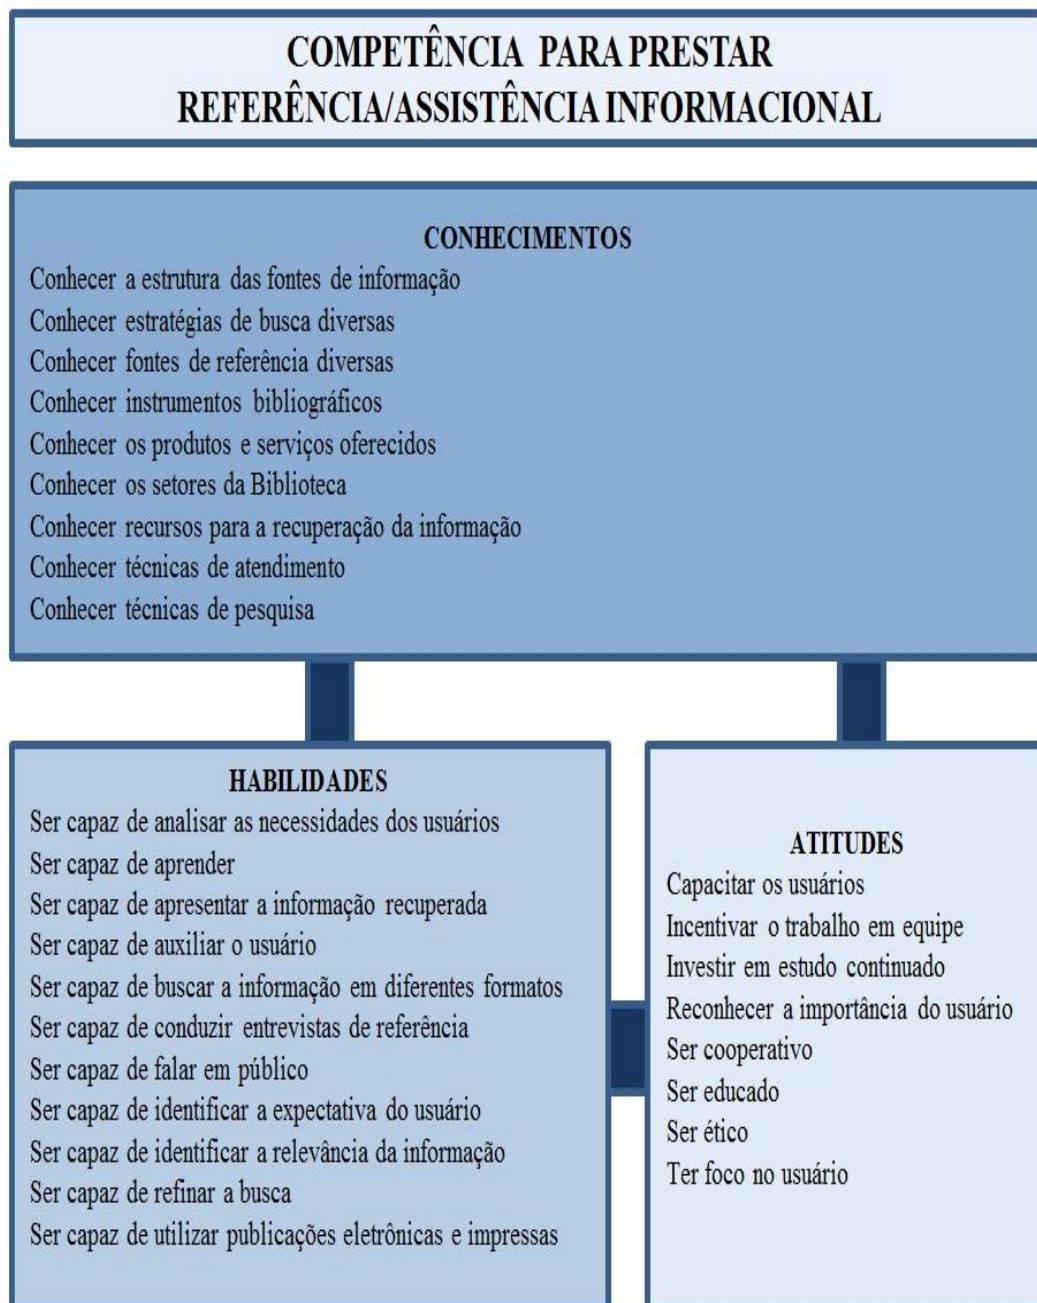 COMPETÊNCIA PARA PRESTAR
REFERÊNCIA/ASSISTÊNCIA INFORMACIONAL
CONHECIMENTOS
Conhecer a estrutura das fontes de informação
Conhecer estratégias de busca diversas
Conhecer fontes de referência diversas
Conhecer instrumentos bibliográficos
Conhecer os produtos e serviços oferecidos
Conhecer os setores da Biblioteca
Conhecer recursos para a recuperação da informação
Conhecer técnicas de atendimento
Conhecer técnicas de pesquisa
HABILIDADES
Ser capaz de analisar as necessidades dos usuários
Ser capaz de aprender
Ser capaz de apresentar a informação recuperada
Ser capaz de auxiliar o usuário
Ser capaz de buscar a informação em diferentes formatos
Ser capaz de conduzir entrevistas de referência
Ser capaz de falar em público
Ser capaz de identificar a expectativa do usuário
Ser capaz de identificar a relevância da informação
Ser capaz de refinar a busca
Ser capaz de utilizar publicações eletrônicas e impressas
ATITUDES
Capacitar os usuários
Incentivar o trabalho em equipe
Investir em estudo continuado
Reconhecer a importância do usuário
Ser cooperativo
Ser educado
Ser ético
Ter foco no usuário